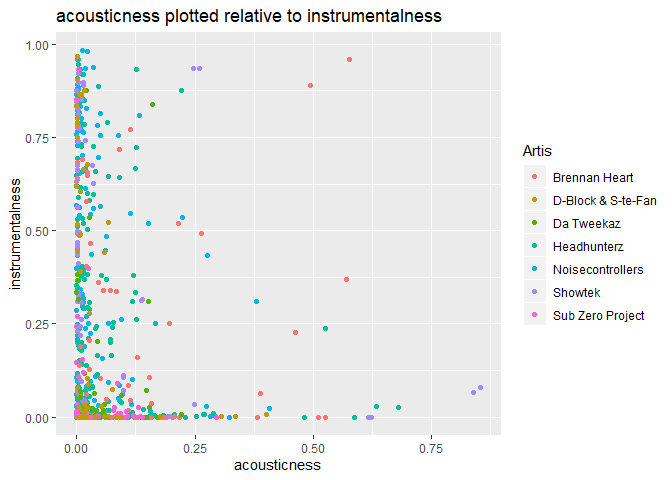 acousticness plotted relative to instrumentalness
1.00
0.75
0.50
0.25
0.00
instrumentalness
0.00 0.25 0.50 0.75
acousticness
Artis
Brennan Heart
D-Block & S-te-Fan
Da Tweekaz
Headhunterz
Noisecontrollers
Showtek
Sub Zero Project